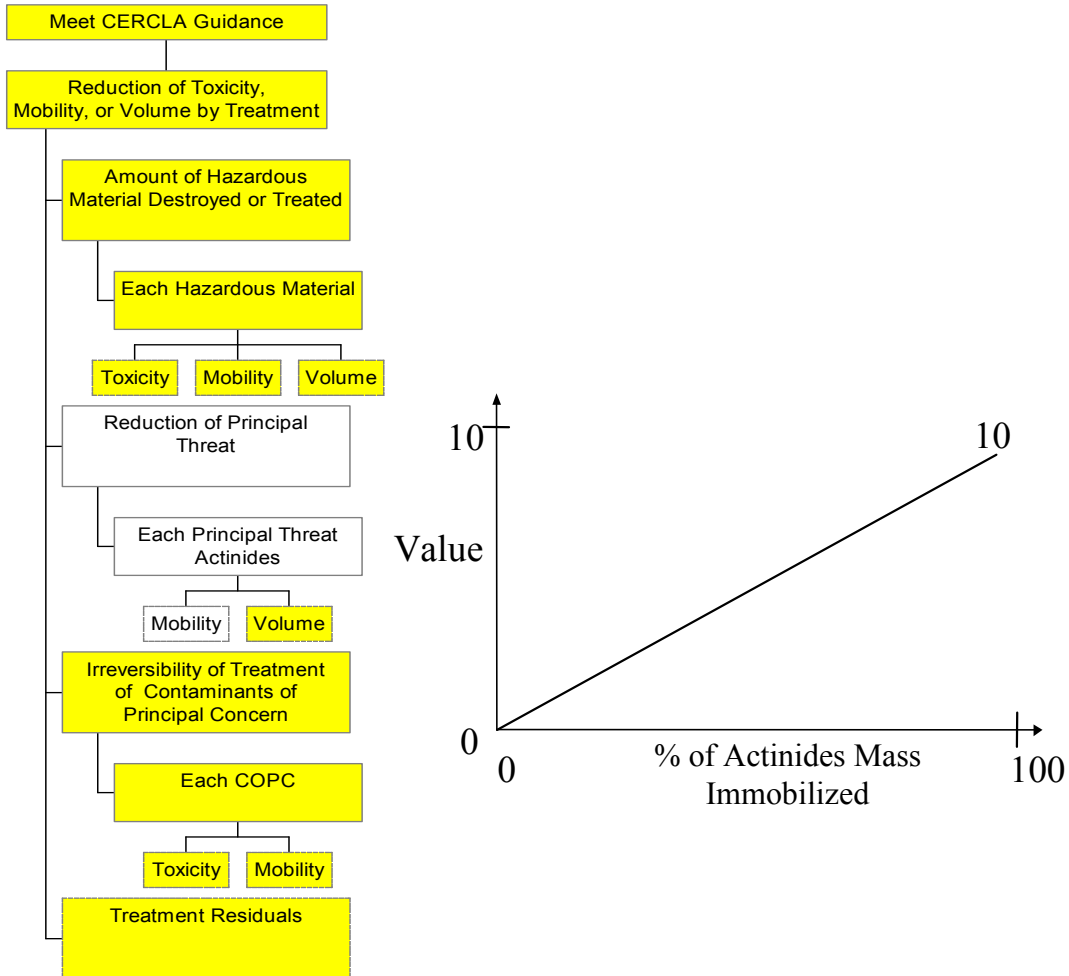 Meet CERCLA Guidance
Reduction of Toxicity,
Mobility, or Volume by Treatment
Amount of Hazardous
Material Destroyed or Treated
Each Hazardous Material
Toxicity
Mobility
Volume
Reduction of Principal
Threat
Each Principal Threat
Actinides
Mobility
Volume
Irreversibility of Treatment
of Contaminants of
Principal Concern
Each COPC
Toxicity
Mobility
Treatment Residuals
10
10
Value
0
0
% of Actinides Mass
Immobilized
100